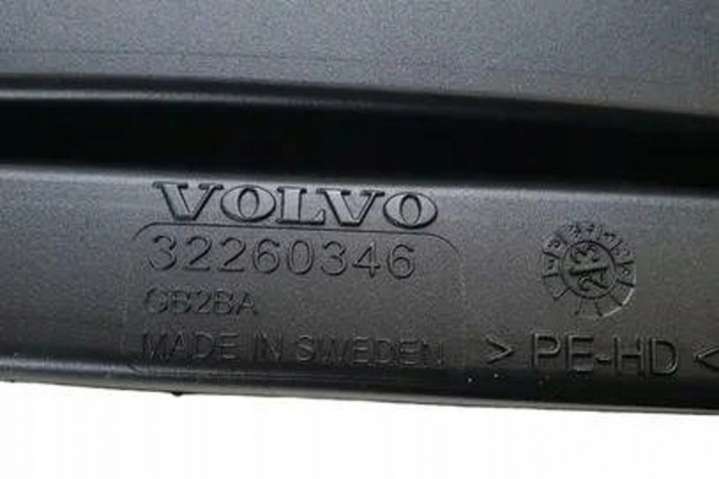 VOLVO
32260346
GB2BA
MADE IN SWEDEN
> PE-HD <